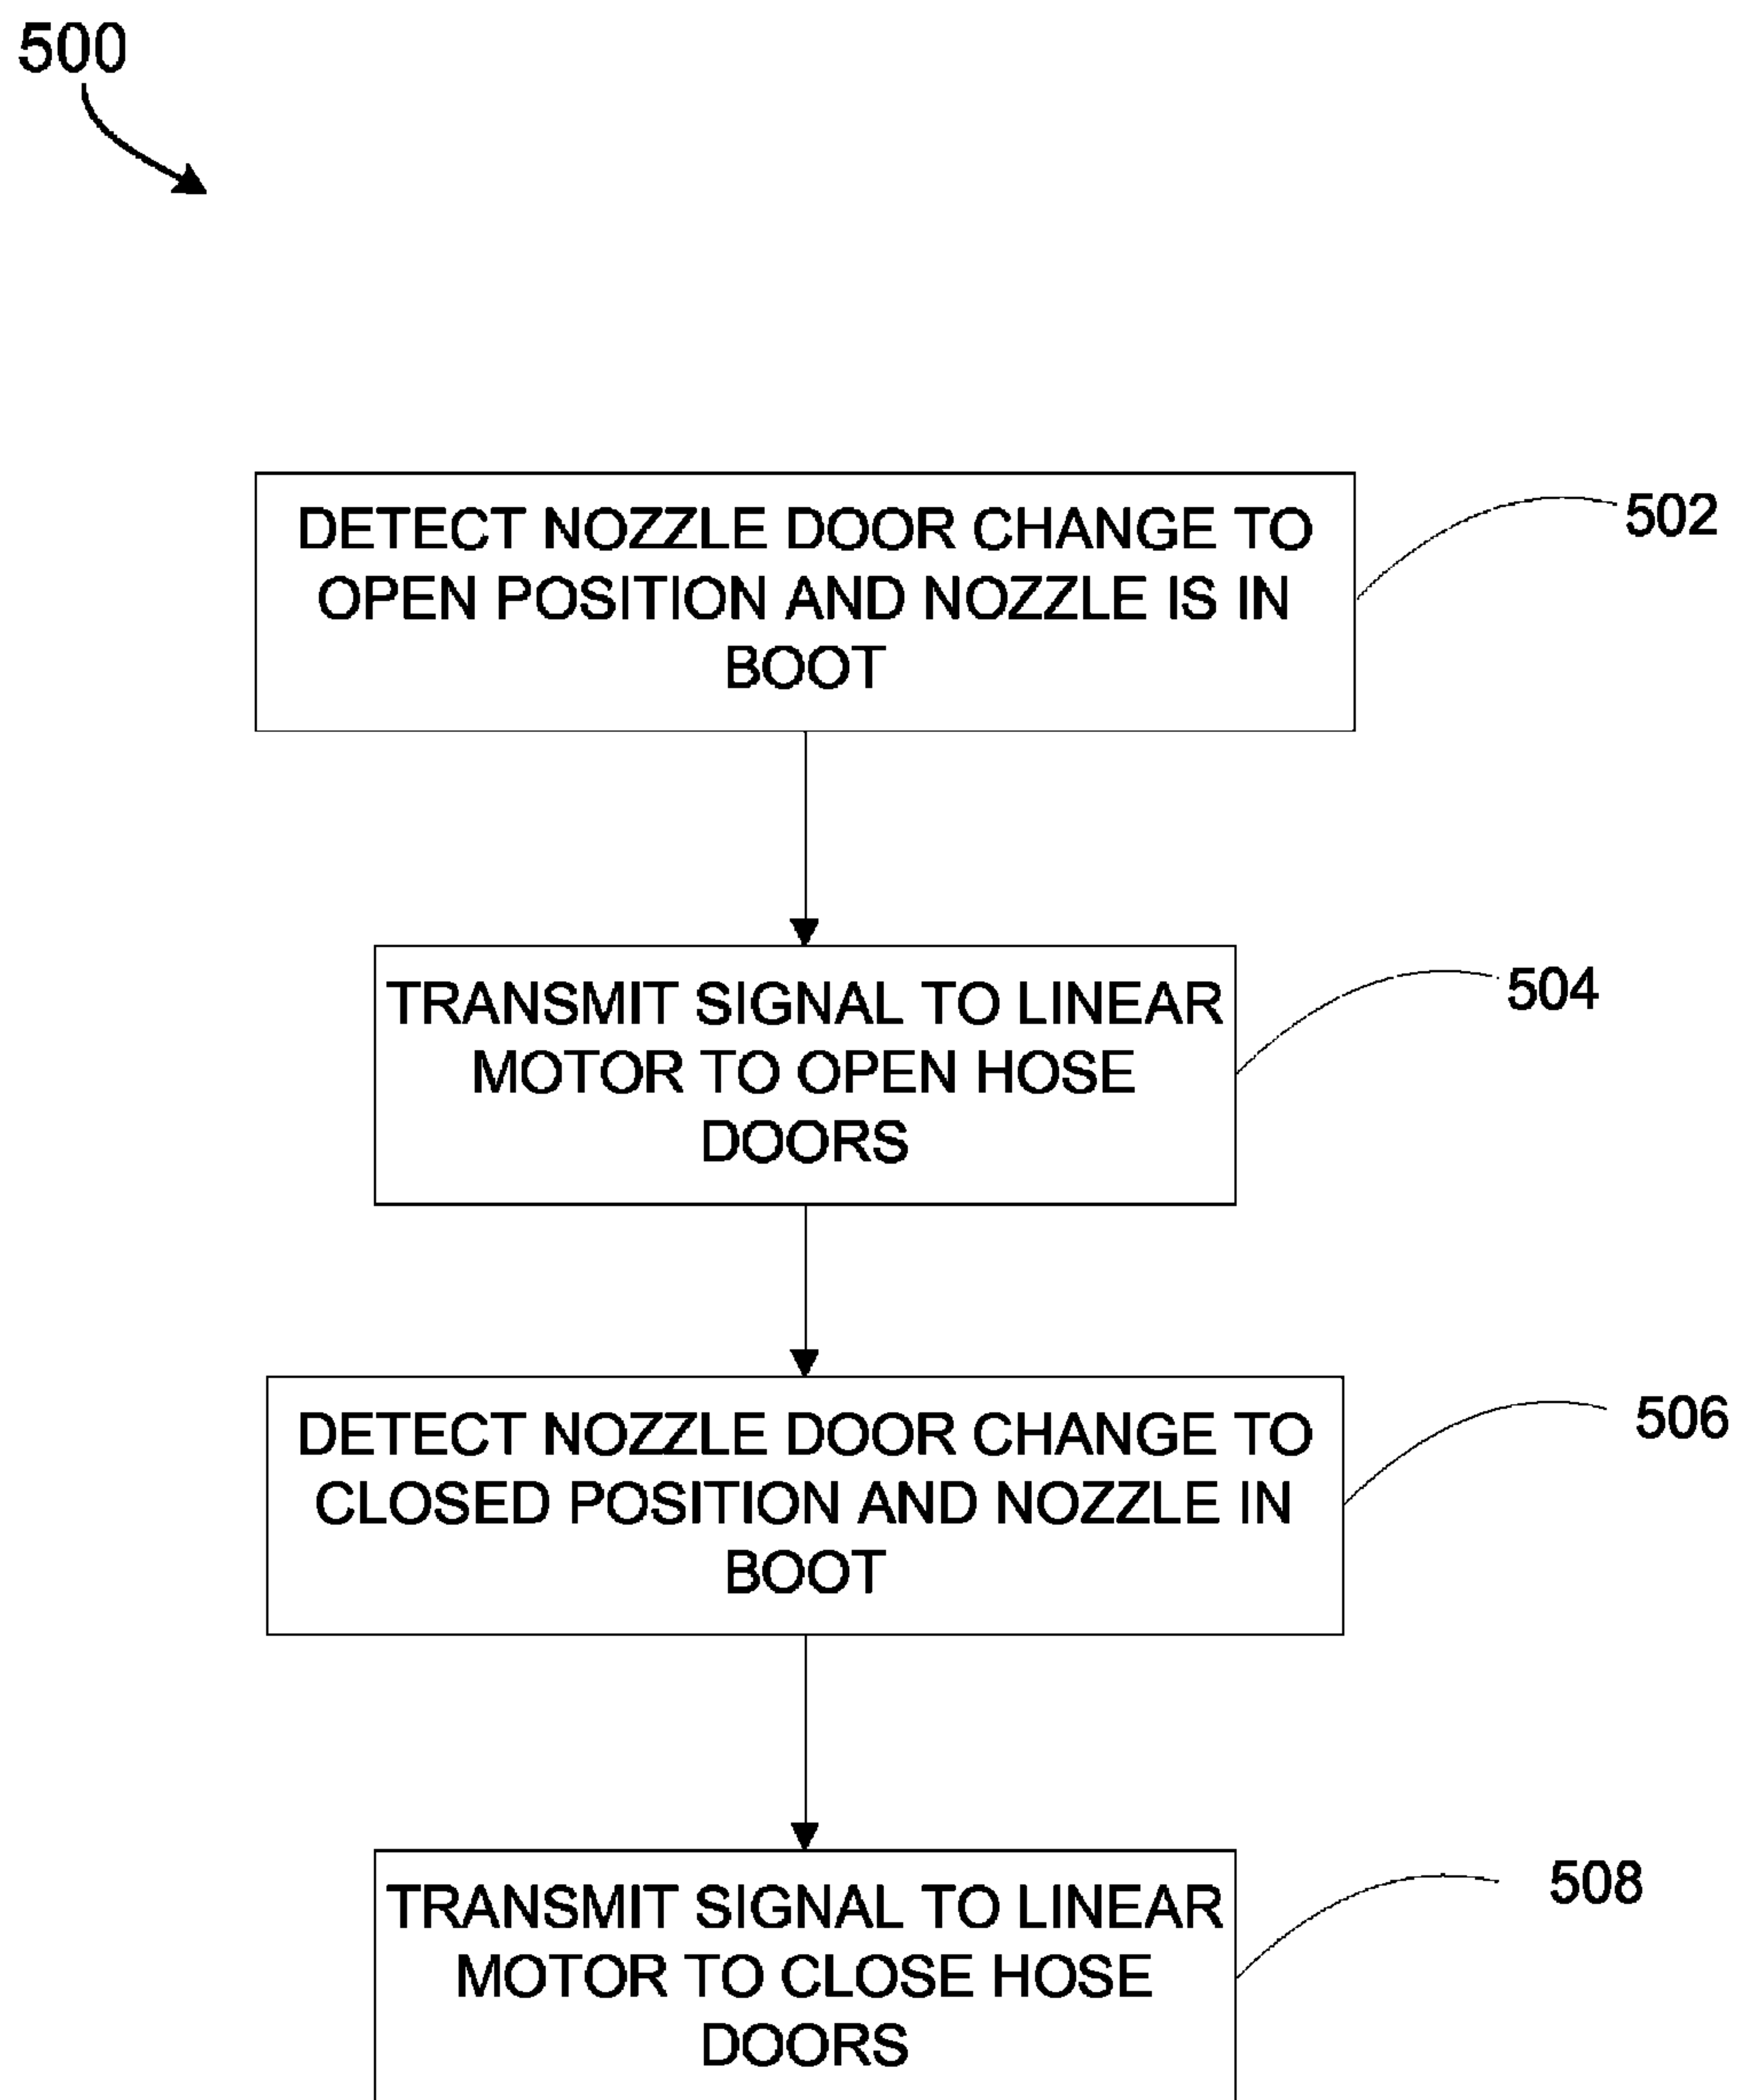 500
DETECT NOZZLE DOOR CHANGE TO
OPEN POSITION AND NOZZLE IS IN
BOOT
502
TRANSMIT SIGNAL TO LINEAR
MOTOR TO OPEN HOSE
DOORS
504
DETECT NOZZLE DOOR CHANGE TO
CLOSED POSITION AND NOZZLE IN
BOOT
506
TRANSMIT SIGNAL TO LINEAR
MOTOR TO CLOSE HOSE
DOORS
508